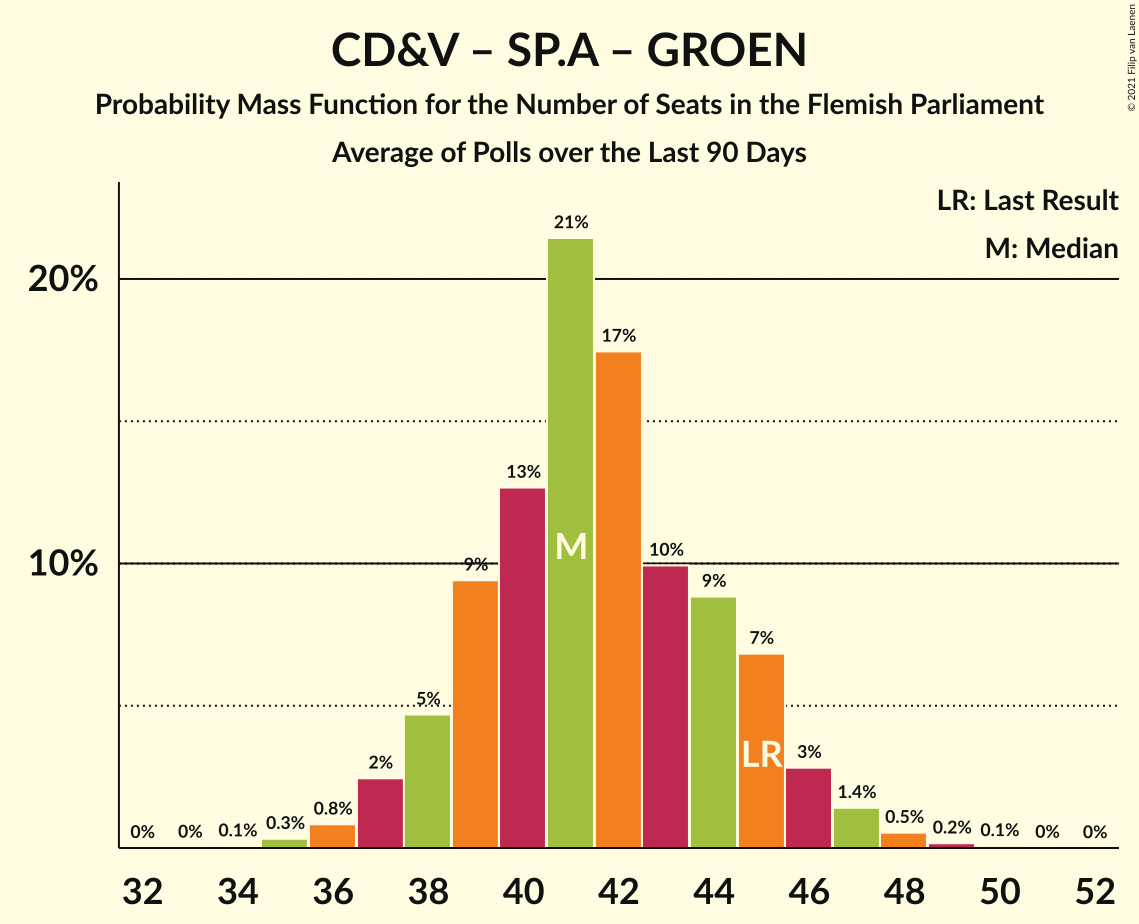 CD&V – SP.A – GROEN
Probability Mass Function for the Number of Seats in the Flemish Parliament
Average of Polls over the Last 90 Days
© 2021 Filip van Laenen
LR: Last Result
M: Median
20%
10%
0%
0%
0.1%
0.3%
0.8%
2%
5%
9%
13%
21%
17%
10%
9%
7%
3%
1.4%
0.5%
0.2%
0.1%
0%
0%
M
LR
32 34 36 38 40 42 44 46 48 50 52